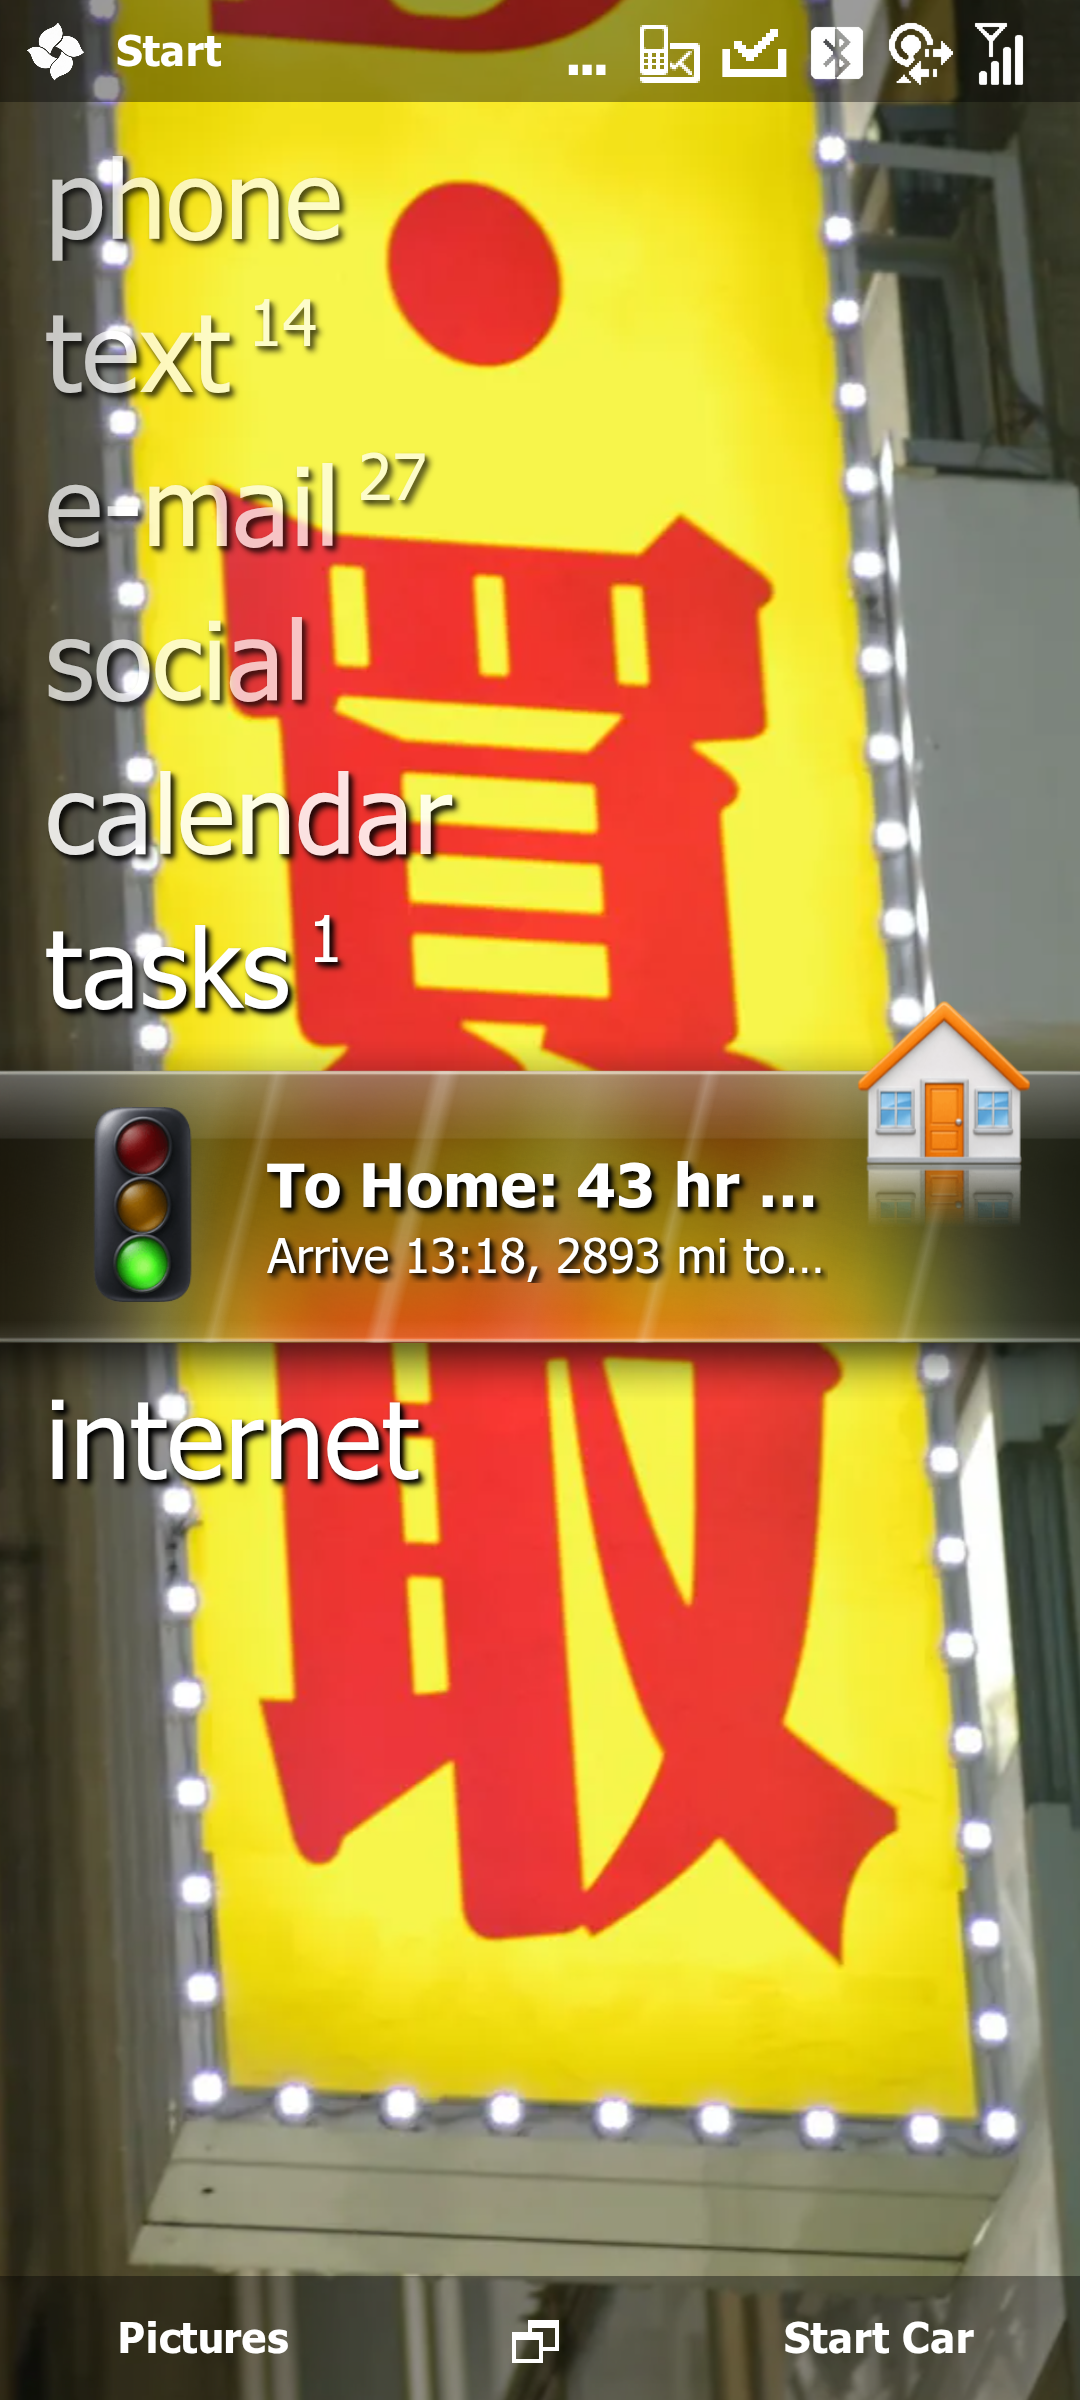 Start
...
phone
text 14
e-mail 27
social
calendar
tasks 1
To Home: 43 hr ...
Arrive 13:18, 2893 mi to...
internet
取
Pictures
Start Car